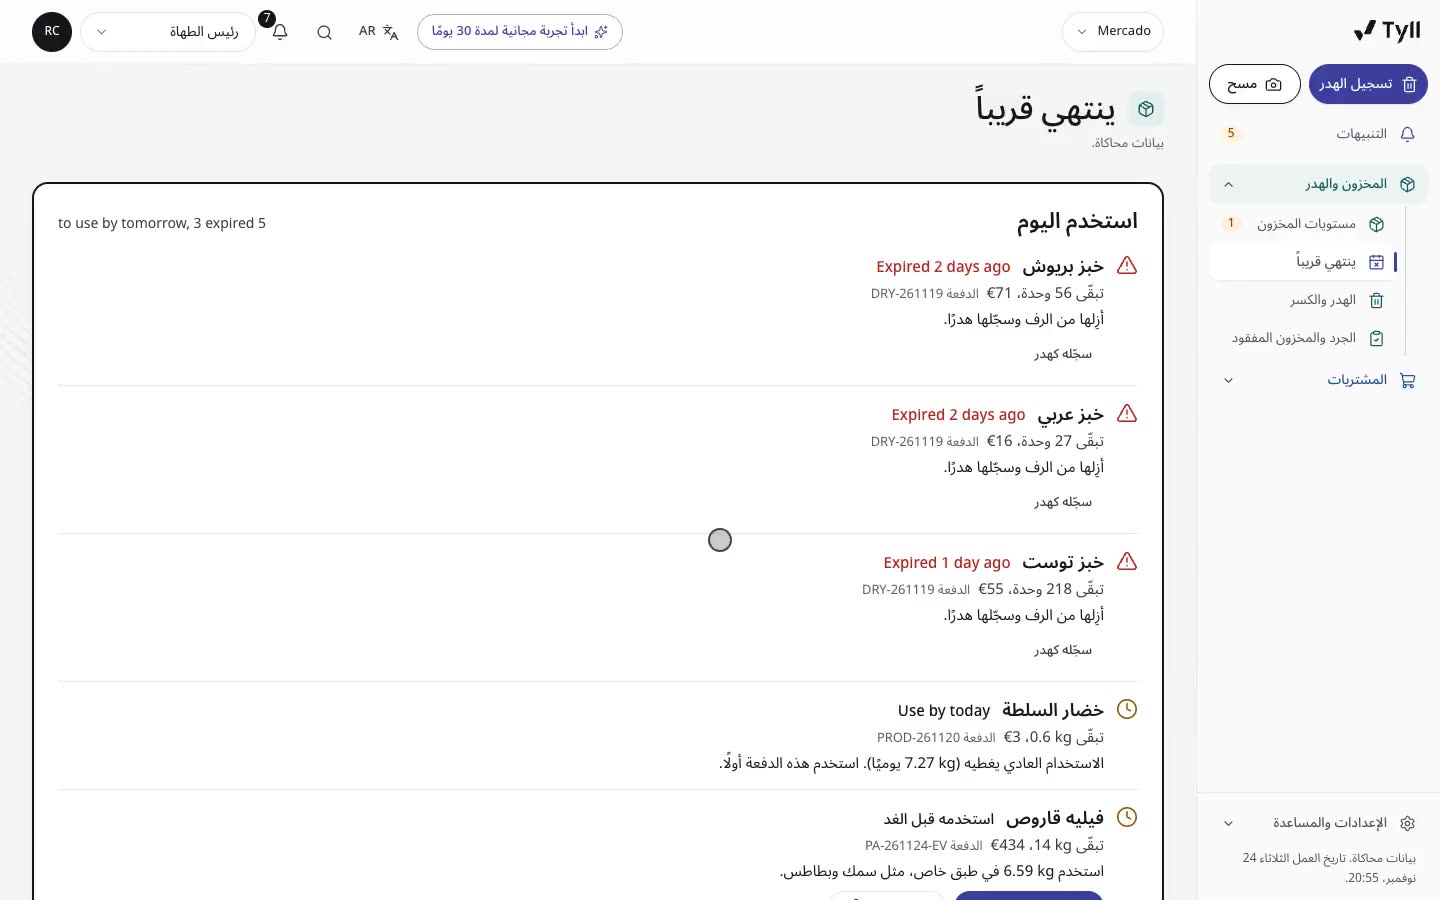 Tyll
تسجيل الهدر
مسح
التنبيهات
5
المخزون والهدر
مستويات المخزون
1
ينتهي قريباً
الهدر والكسر
الجرد والمخزون المفقود
المشتريات
الإعدادات والمساعدة
بيانات محاكاة. تاريخ العمل الثلاثاء 24
نوفمبر، 20:55.
Mercado
ابدأ تجربة مجانية لمدة 30 يومًا
AR
7
رئيس الطهاة
RC
ينتهي قريباً
بيانات محاكاة.
استخدم اليوم
to use by tomorrow, 3 expired 5
خبز بريوش Expired 2 days ago
تبقّى 56 وحدة، 71€ الدفعة DRY-261119
أزِلها من الرف وسجّلها هدرًا.
سجّله كهدر
خبز عربي Expired 2 days ago
تبقّى 27 وحدة، 16€ الدفعة DRY-261119
أزِلها من الرف وسجّلها هدرًا.
سجّله كهدر
خبز توست Expired 1 day ago
تبقّى 218 وحدة، 55€ الدفعة DRY-261119
أزِلها من الرف وسجّلها هدرًا.
سجّله كهدر
خضار السلطة Use by today
تبقّى 0.6 kg، 3€ الدفعة PROD-261120
الاستخدام العادي يغطيه (7.27 kg يوميًا). استخدم هذه الدفعة أولًا.
فيليه قاروص استخدمه قبل الغد
تبقّى 14 kg، 434€ الدفعة PA-261124-EV
استخدم 6.59 kg في طبق خاص، مثل سمك وبطاطس.